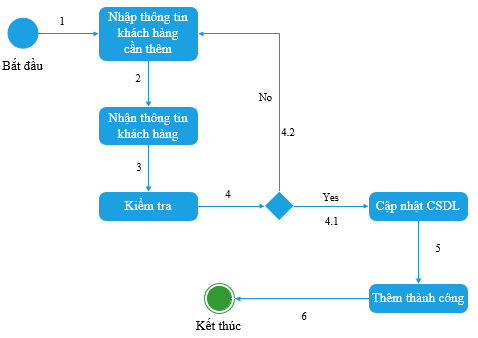 1
Nhập thông tin
khách hàng
cần thêm
Bắt đầu
2
No
Nhận thông tin
khách hàng
4.2
3
4
Yes
Kiểm tra
Cập nhật CSDL
4.1
5
Thêm thành công
6
Kết thúc